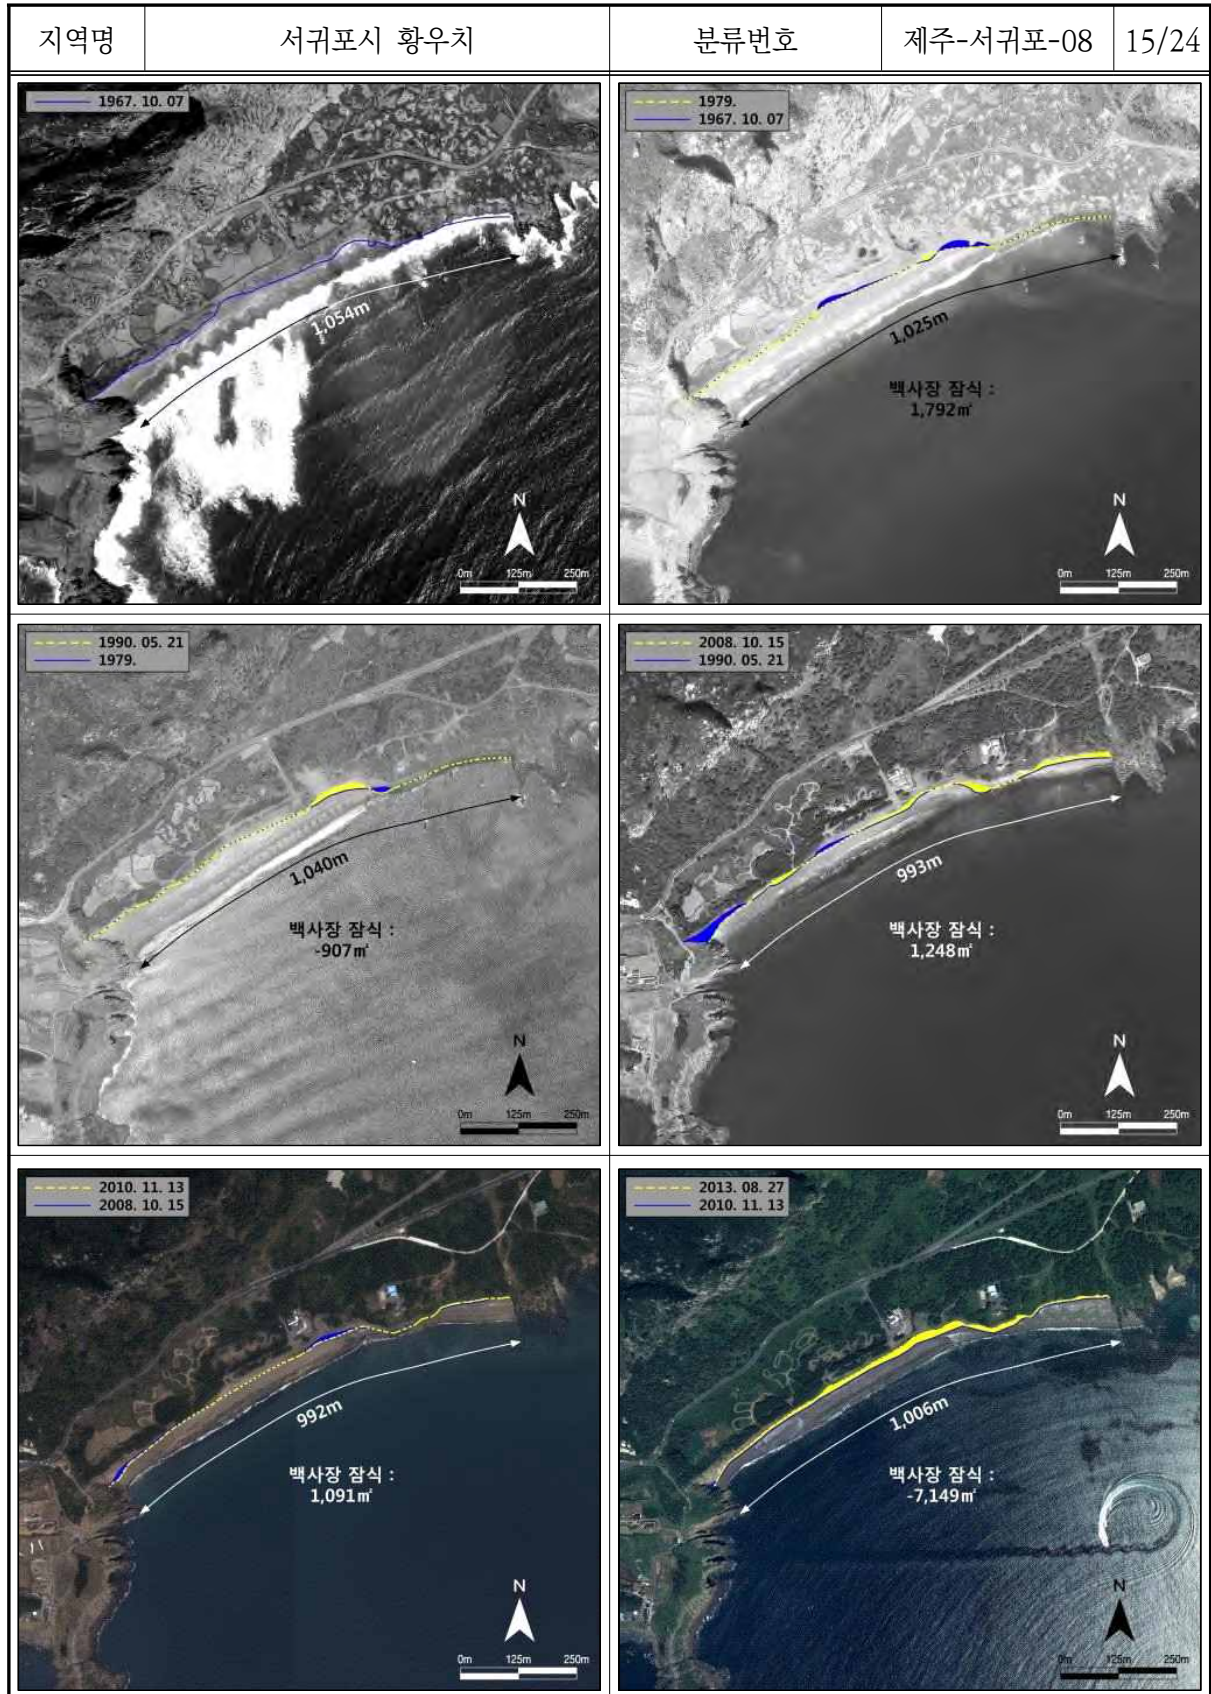 지역명 서귀포시 황우치 분류번호 제주-서귀포-08 15/24
1967. 10. 07
1,054m
N
0m 125m 250m
1979.
1967. 10. 07
1,025m
백사장 잠식 :
1,792㎡
N
0m 125m 250m
1990. 05. 21
1979.
1,040m
백사장 잠식 :
-907㎡
N
0m 125m 250m
2008. 10. 15
1990. 05. 21
993m
백사장 잠식 :
1,248㎡
N
0m 125m 250m
2010. 11. 13
2008. 10. 15
992m
백사장 잠식 :
1,091㎡
N
0m 125m 250m
2013. 08. 27
2010. 11. 13
1,006m
백사장 잠식 :
-7,149㎡
N
0m 125m 250m